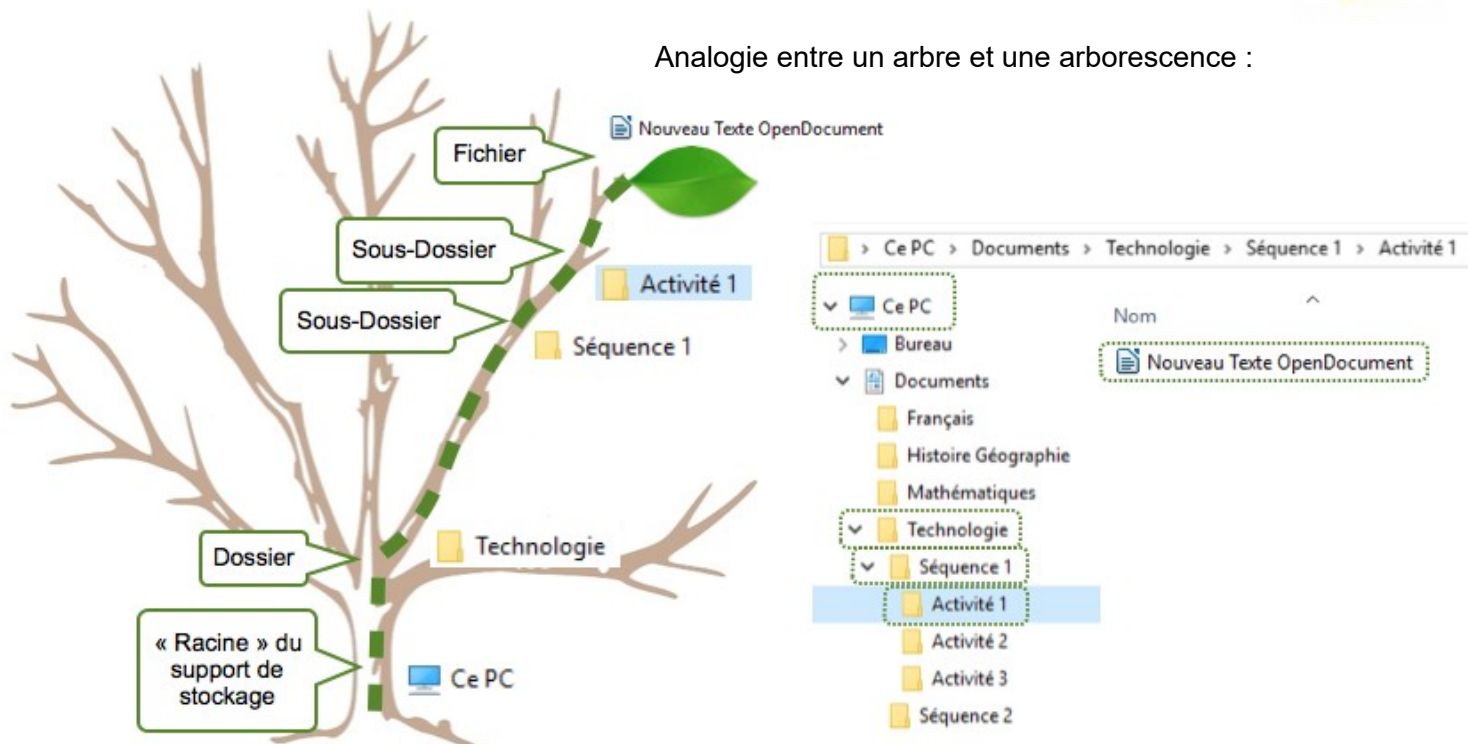 Analogie entre un arbre et une arborescence :
Nouveau Texte OpenDocument
Fichier
Sous-Dossier
Activité 1
Sous-Dossier
Séquence 1
Dossier
Technologie
« Racine » du
support de
stockage
Ce PC
> Ce PC > Documents > Technologie > Séquence 1 > Activité 1
Ce PC
Bureau
Documents
Français
Histoire Géographie
Mathématiques
Technologie
Séquence 1
Activité 1
Activité 2
Activité 3
Séquence 2
Nom
Nouveau Texte OpenDocument